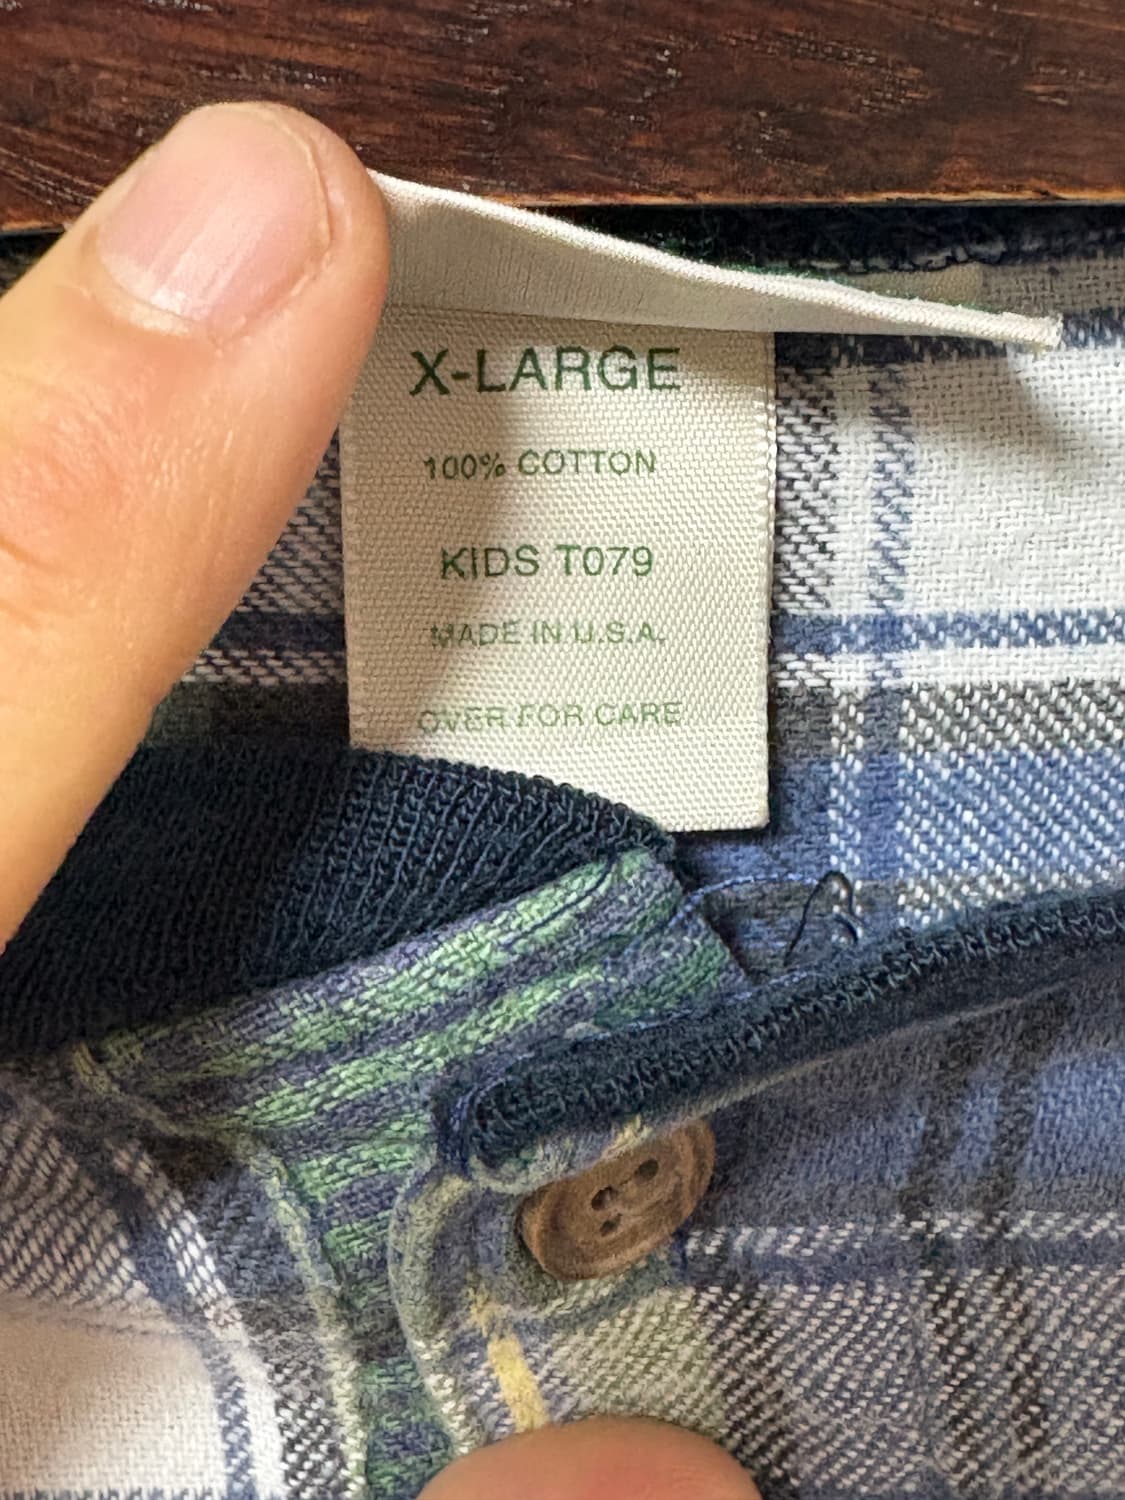 X-LARGE
100% COTTON
KIDS T079
MADE IN U.S.A.
OVER FOR CARE